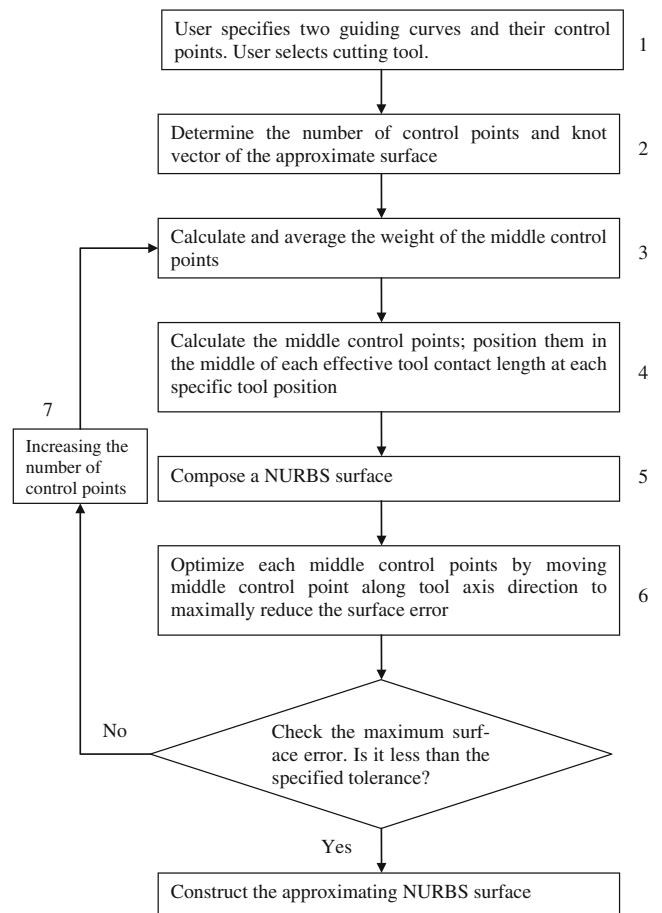 User specifies two guiding curves and their control
points. User selects cutting tool.
1
Determine the number of control points and knot
vector of the approximate surface
2
Calculate and average the weight of the middle control
points
3
Calculate the middle control points; position them in
the middle of each effective tool contact length at each
specific tool position
4
7
Increasing the
number of
control points
Compose a NURBS surface
5
Optimize each middle control points by moving
middle control point along tool axis direction to
maximally reduce the surface error
6
No
Check the maximum surf-
ace error. Is it less than the
specified tolerance?
Yes
Construct the approximating NURBS surface